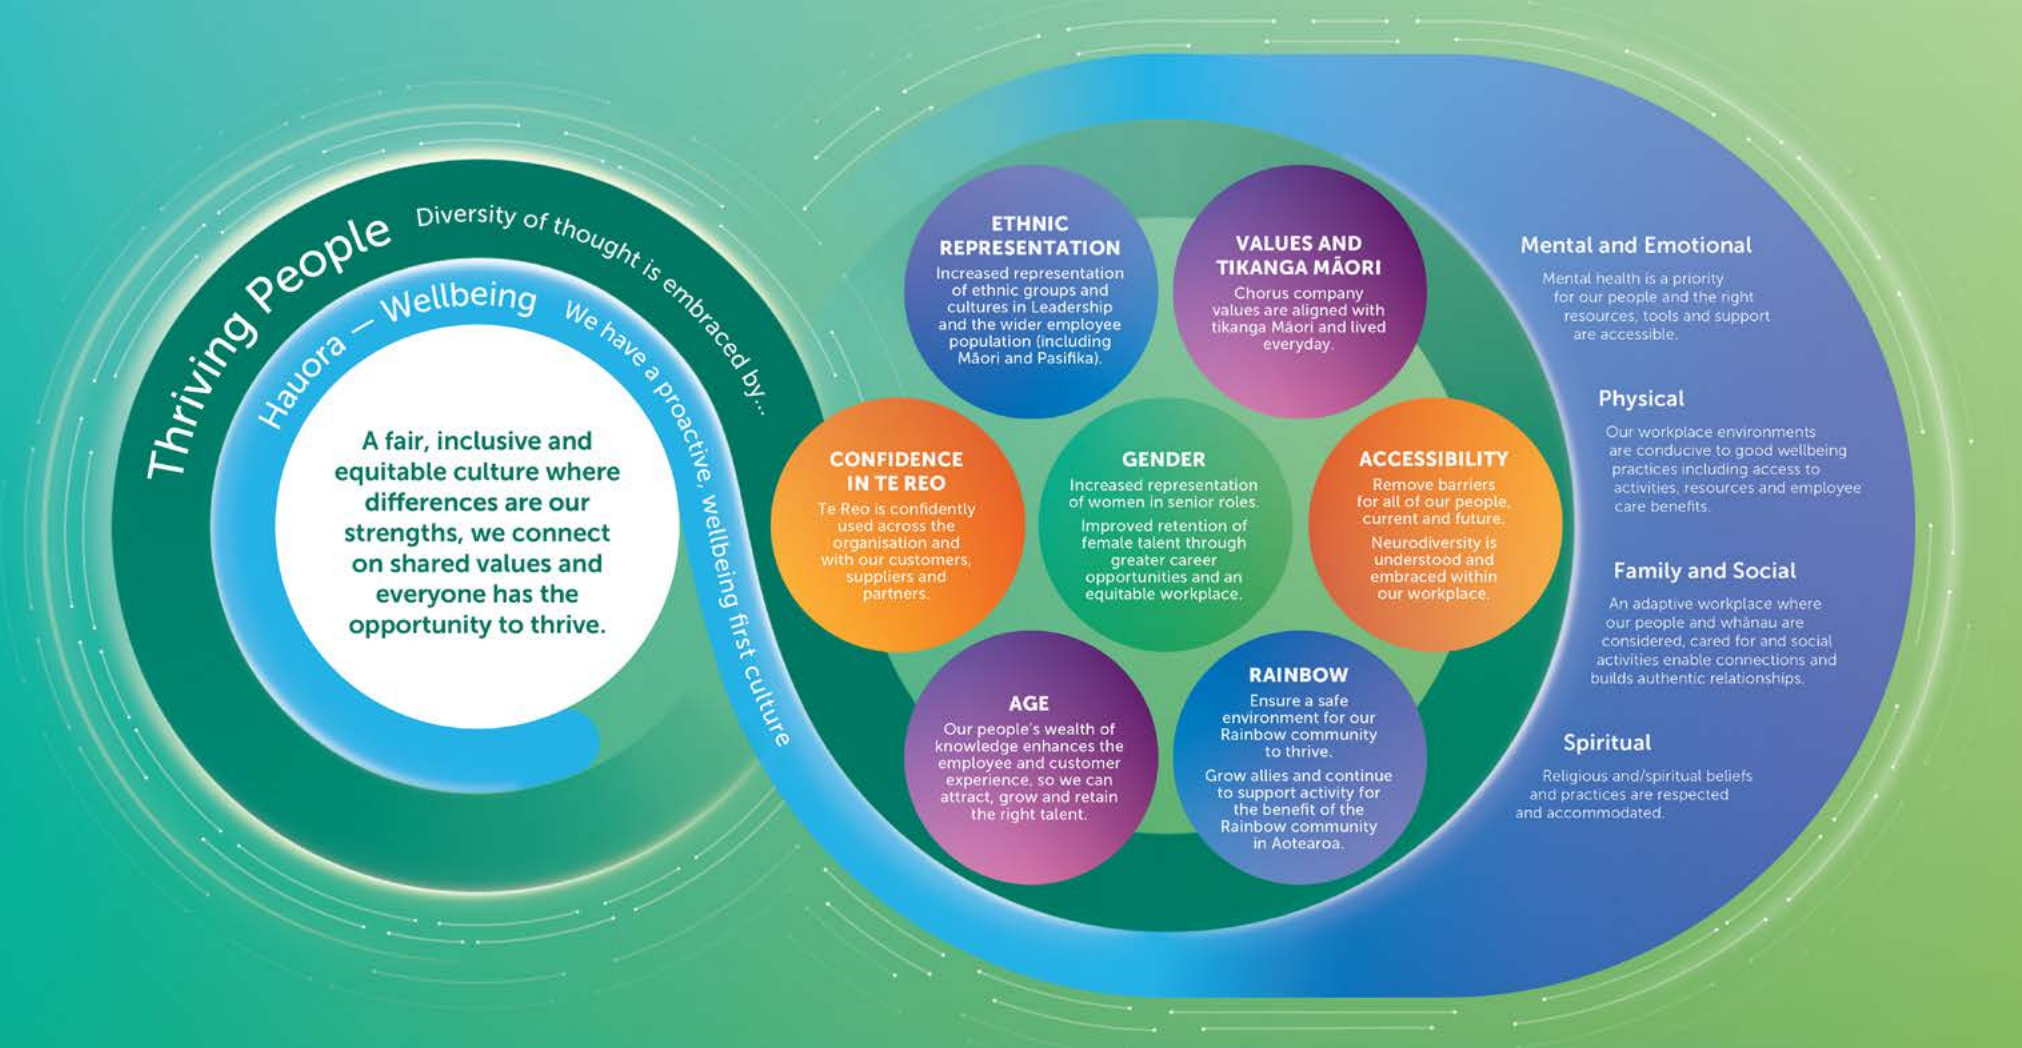 Thriving People
Diversity of thought is embraced by...
Hauora — Wellbeing
We have a proactive, wellbeing first culture
A fair, inclusive and
equitable culture where
differences are our
strengths, we connect
on shared values and
everyone has the
opportunity to thrive.
ETHNIC
REPRESENTATION
Increased representation
of ethnic groups and
cultures in Leadership
and the wider employee
population (including
Māori and Pasifika).
VALUES AND
TIKANGA MĀORI
Chorus company
values are aligned with
tikanga Māori and lived
everyday.
CONFIDENCE
IN TE REO
Te Reo is confidently
used across the
organisation and
with our customers,
suppliers and
partners.
GENDER
Increased representation
of women in senior roles.
Improved retention of
female talent through
greater career
opportunities and an
equitable workplace.
ACCESSIBILITY
Remove barriers
for all of our people,
current and future.
Neurodiversity is
understood and
embraced within
our workplace.
AGE
Our people's wealth of
knowledge enhances the
employee and customer
experience, so we can
attract, grow and retain
the right talent.
RAINBOW
Ensure a safe
environment for our
Rainbow community
to thrive.
Grow allies and continue
to support activity for
the benefit of the
Rainbow community
in Aotearoa.
Mental and Emotional
Mental health is a priority
for our people and the right
resources, tools and support
are accessible.
Physical
Our workplace environments
are conducive to good wellbeing
practices including access to
activities, resources and employee
care benefits.
Family and Social
An adaptive workplace where
our people and whānau are
considered, cared for and social
activities enable connections and
builds authentic relationships.
Spiritual
Religious and/spiritual beliefs
and practices are respected
and accommodated.